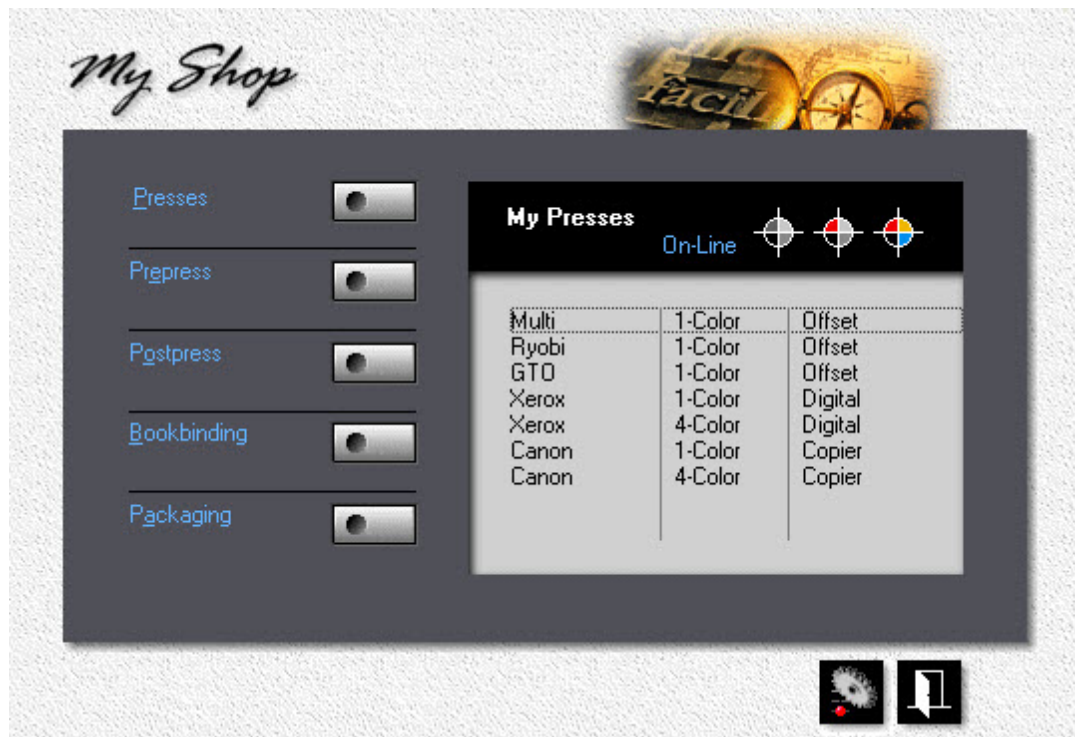 My Shop
facil
Presses
Prepress
Postpress
Bookbinding
Packaging
My Presses
On-Line
Multi 1-Color Offset
Ryobi 1-Color Offset
GTO 1-Color Offset
Xerox 1-Color Digital
Xerox 4-Color Digital
Canon 1-Color Copier
Canon 4-Color Copier